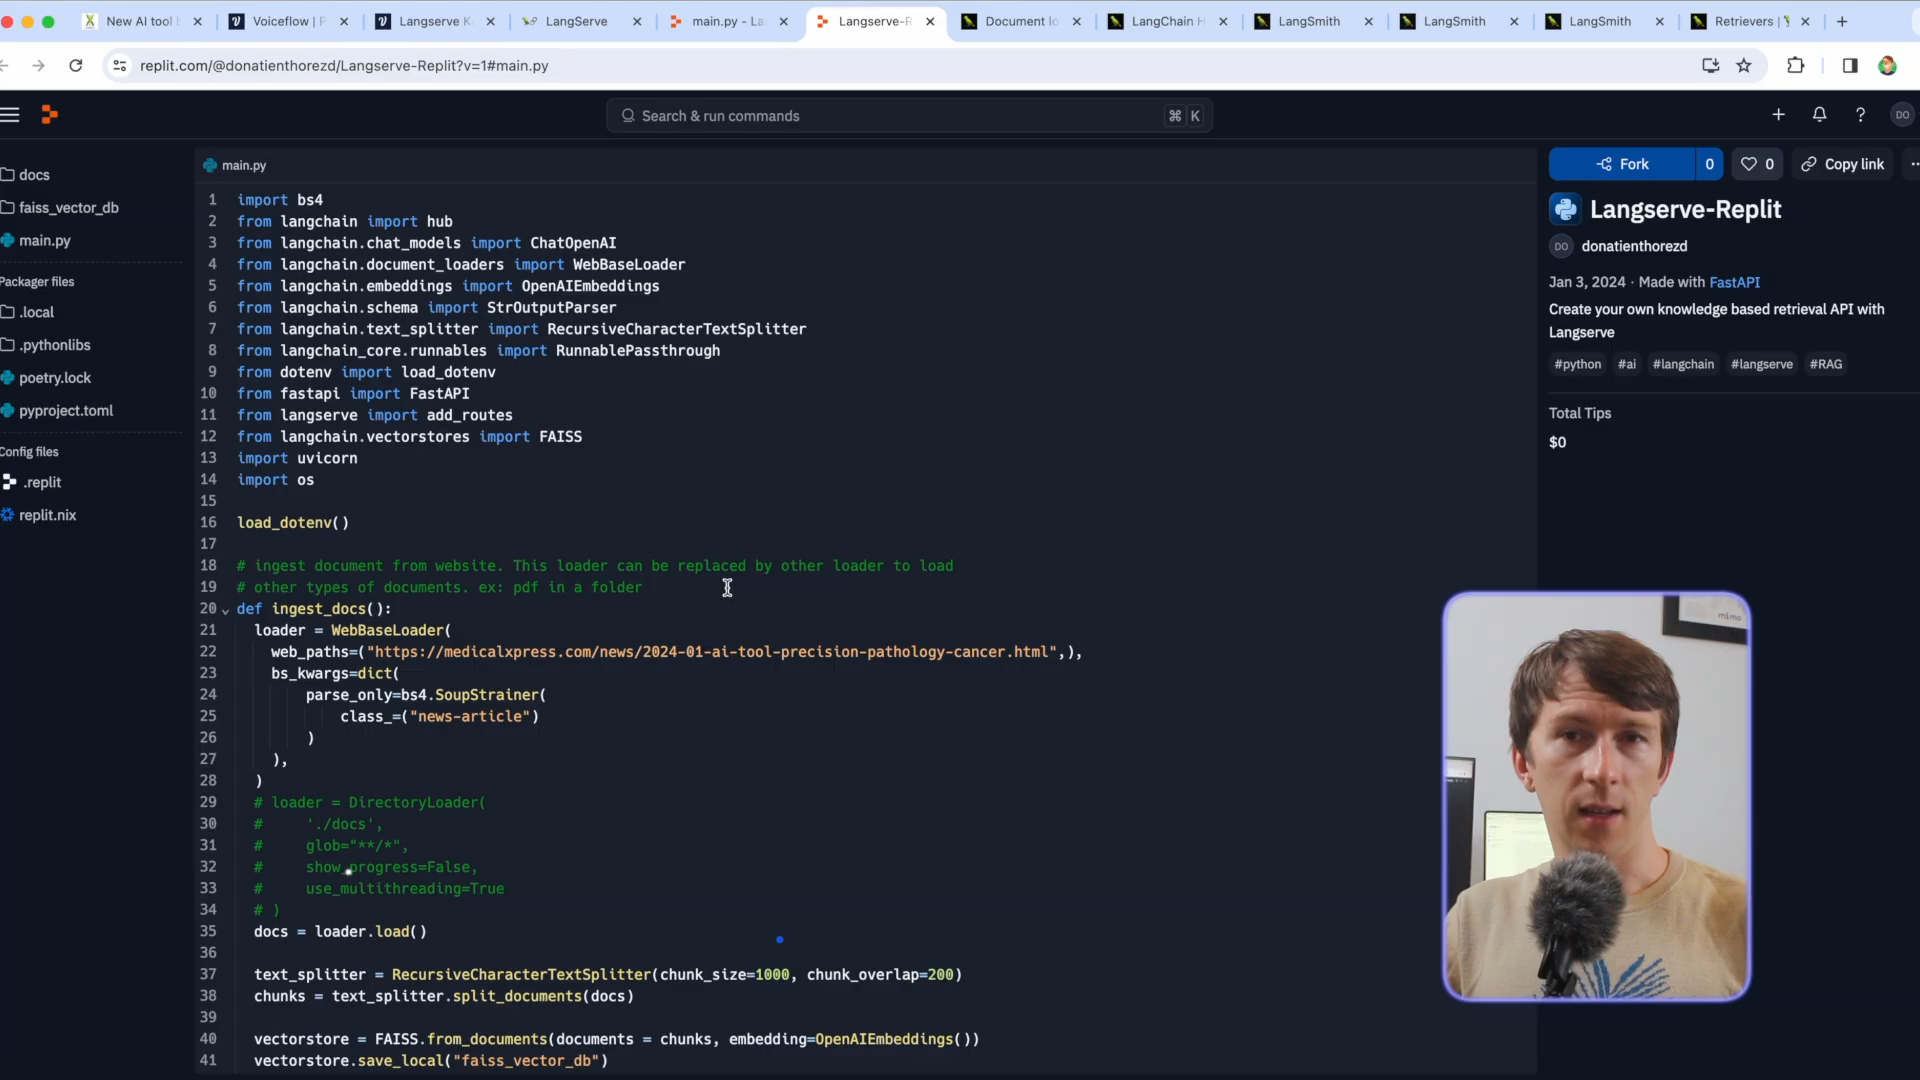 New AI tool
Voiceflow | P
Langserve K
LangServe
main.py - La
Langserve-R
Document lo
LangChain H
LangSmith
LangSmith
LangSmith
Retrievers |
replit.com/@donatienthorezd/Langserve-Replit?v=1#main.py
Search & run commands
⌘ K
DO
docs
faiss_vector_db
main.py
Packager files
.local
.pythonlibs
poetry.lock
pyproject.toml
Config files
.replit
replit.nix
main.py
1 import bs4
2 from langchain import hub
3 from langchain.chat_models import ChatOpenAI
4 from langchain.document_loaders import WebBaseLoader
5 from langchain.embeddings import OpenAIEmbeddings
6 from langchain.schema import StrOutputParser
7 from langchain.text_splitter import RecursiveCharacterTextSplitter
8 from langchain_core.runnables import RunnablePassthrough
9 from dotenv import load_dotenv
10 from fastapi import FastAPI
11 from langserve import add_routes
12 from langchain.vectorstores import FAISS
13 import uvicorn
14 import os
15
16 load_dotenv()
17
18 # ingest document from website. This loader can be replaced by other loader to load
19 # other types of documents. ex: pdf in a folder
20 def ingest_docs():
21 loader = WebBaseLoader(
22 web_paths=("https://medicalxpress.com/news/2024-01-ai-tool-precision-pathology-cancer.html",),
23 bs_kwargs=dict(
24 parse_only=bs4.SoupStrainer(
25 class_=("news-article")
26 )
27 ),
28 )
29 # loader = DirectoryLoader(
30 # './docs',
31 # glob="**/*",
32 # show_progress=False,
33 # use_multithreading=True
34 # )
35 docs = loader.load()
36
37 text_splitter = RecursiveCharacterTextSplitter(chunk_size=1000, chunk_overlap=200)
38 chunks = text_splitter.split_documents(docs)
39
40 vectorstore = FAISS.from_documents(documents = chunks, embedding=OpenAIEmbeddings())
41 vectorstore.save_local("faiss_vector_db")
Fork 0
0
Copy link
Langserve-Replit
DO donatienthorezd
Jan 3, 2024 · Made with FastAPI
Create your own knowledge based retrieval API with
Langserve
#python #ai #langchain #langserve #RAG
Total Tips
$0
mimo